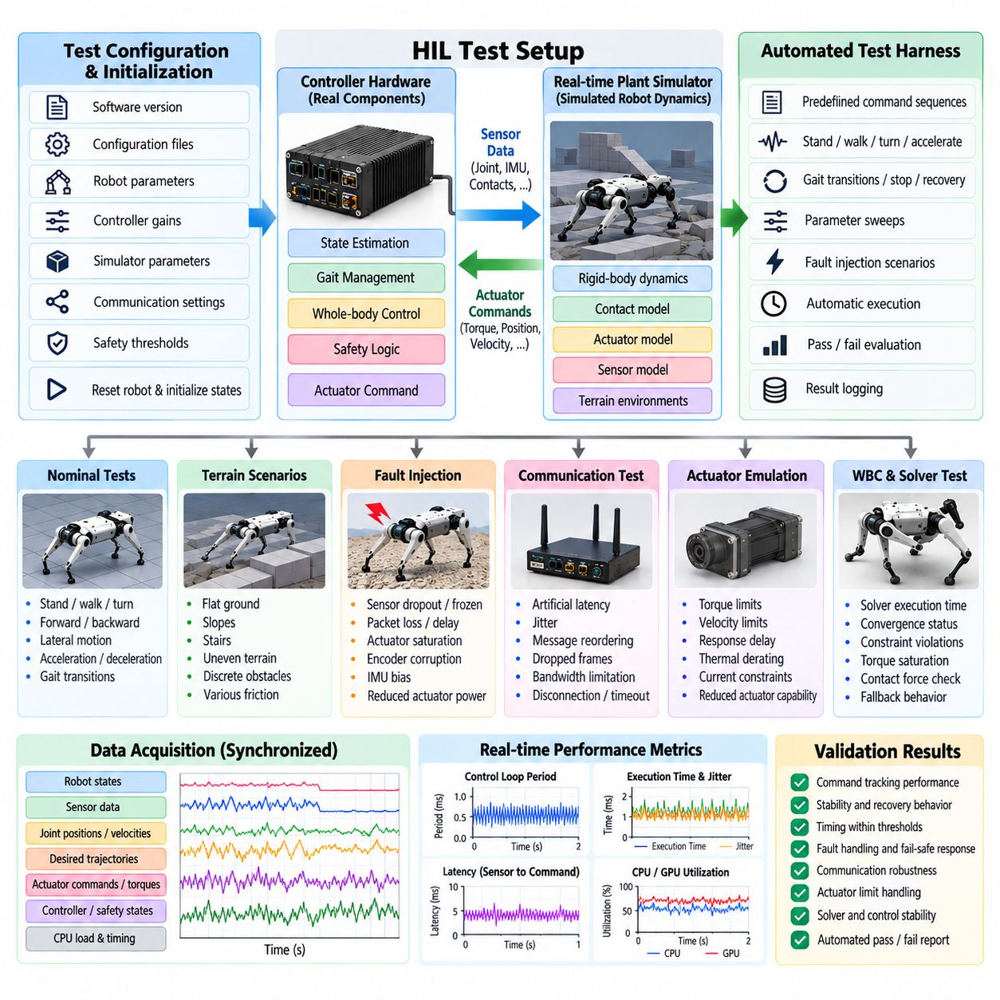 Test Configuration
& Initialization
Software version
Configuration files
Robot parameters
Controller gains
Simulator parameters
Communication settings
Safety thresholds
Reset robot & initialize states
HIL Test Setup
Controller Hardware
(Real Components)
State Estimation
Gait Management
Whole-body Control
Safety Logic
Actuator Command
Sensor
Data
(Joint, IMU,
Contacts, ...)
Actuator
Commands
(Torque, Position,
Velocity, ...)
Real-time Plant Simulator
(Simulated Robot Dynamics)
Rigid-body dynamics
Contact model
Actuator model
Sensor model
Terrain environments
Automated Test Harness
Predefiined command sequences
Stand / walk / turn / accelerate
Gait transitions / stop / recovery
Parameter sweeps
Fault injection scenarios
Automatic execution
Pass / fail evaluation
Result logging
Nominal Tests
• Stand / walk / turn
• Forward / backward
• Lateral motion
• Acceleration / deceleration
• Gait transitions
Terrain Scenarios
• Flat ground
• Slopes
• Stairs
• Uneven terrain
• Discrete obstacles
• Various friction
Fault Injection
• Sensor dropout / frozen
• Packet loss / delay
• Actuator saturation
• Encoder corruption
• IMU bias
• Reduced actuator power
Communication Test
• Artificial latency
• Jitter
• Message reordering
• Dropped frames
• Bandwidth limitation
• Disconnection / timeout
Actuator Emulation
• Torque limits
• Velocity limits
• Response delay
• Thermal derating
• Current constraints
• Reduced actuator capability
WBC & Solver Test
• Solver execution time
• Convergence status
• Constraint violations
• Torque saturation
• Contact force check
• Fallback behavior
Data Acquisition (Synchronized)
Robot states
Sensor data
Joint positions / velocities
Desired trajectories
Actuator commands / torques
Controller / safety states
CPU load & timing
Time (s)
Real-time Performance Metrics
Control Loop Period
Period (ms)
1.0
0.5
0.0
0 Time (s) 2
Execution Time & Jitter
Time (ms)
2
1
0
0 Time (s) 2
Execution Time Jitter
Latency (Sensor to Command)
Latency (ms)
10
5
0
0 Time (s) 1
CPU / GPU Utilization
Utilization (%)
100
50
0
0 Time (s) 2
CPU GPU
Validation Results
Command tracking performance
Stability and recovery behavior
Timing within thresholds
Fault handling and fail-safe response
Communication robustness
Actuator limit handling
Solver and control stability
Automated pass / fail report